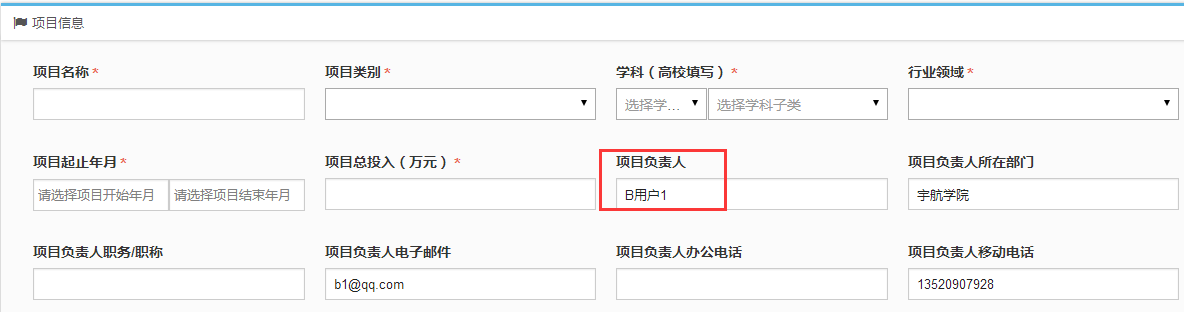 项目信息
项目名称 * 项目类别 * 学科（高校填写） * 行业领域 *
选择学... 选择学科子类
项目起止年月 * 项目总投入（万元） * 项目负责人 项目负责人所在部门
请选择项目开始年月 请选择项目结束年月 B用户1 宇航学院
项目负责人职务/职称 项目负责人电子邮件 项目负责人办公电话 项目负责人移动电话
b1@qq.com 13520907928